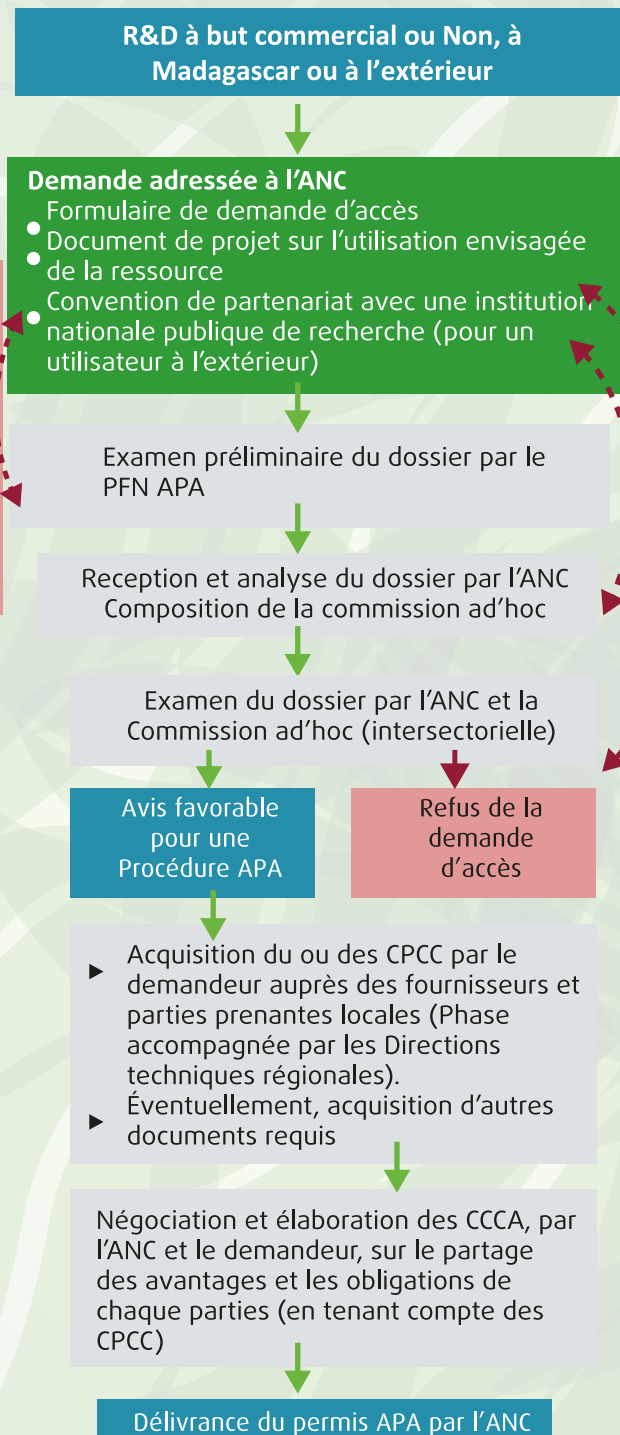 R&D à but commercial ou Non, à
Madagascar ou à l'extérieur
Demande adressée à l'ANC
Formulaire de demande d'accès
Document de projet sur l'utilisation envisagée
de la ressource
Convention de partenariat avec une institution
nationale publique de recherche (pour un
utilisateur à l'extérieur)
Examen préliminaire du dossier par le
PFN APA
Reception et analyse du dossier par l'ANC
Composition de la commission ad'hoc
Examen du dossier par l'ANC et la
Commission ad'hoc (intersectorielle)
Avis favorable
pour une
Procédure APA
Refus de la
demande
d'accès
Acquisition du ou des CPCC par le
demandeur auprès des fournisseurs et
parties prenantes locales (Phase
accompagnée par les Directions
techniques régionales).
Éventuellement, acquisition d'autres
documents requis
Négociation et élaboration des CCCA, par
l'ANC et le demandeur, sur le partage
des avantages et les obligations de
chaque parties (en tenant compte des
CPCC)
Délivrance du permis APA par l'ANC